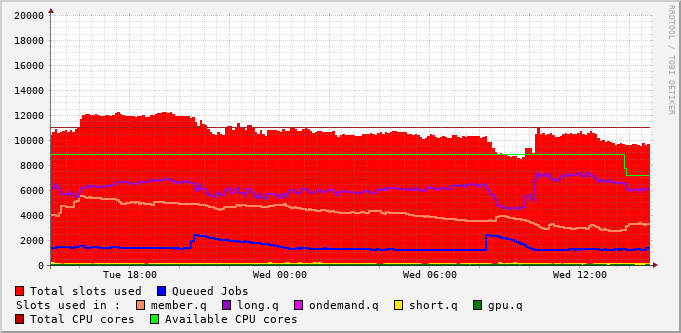 20000
18000
16000
14000
12000
10000
8000
6000
4000
2000
0
Tue 18:00 Wed 00:00 Wed 06:00 Wed 12:00
RRDTOOL / TOBI OETIKER
Total slots used Queued Jobs
Slots used in : member.q long.q ondemand.q short.q gpu.q
Total CPU cores Available CPU cores